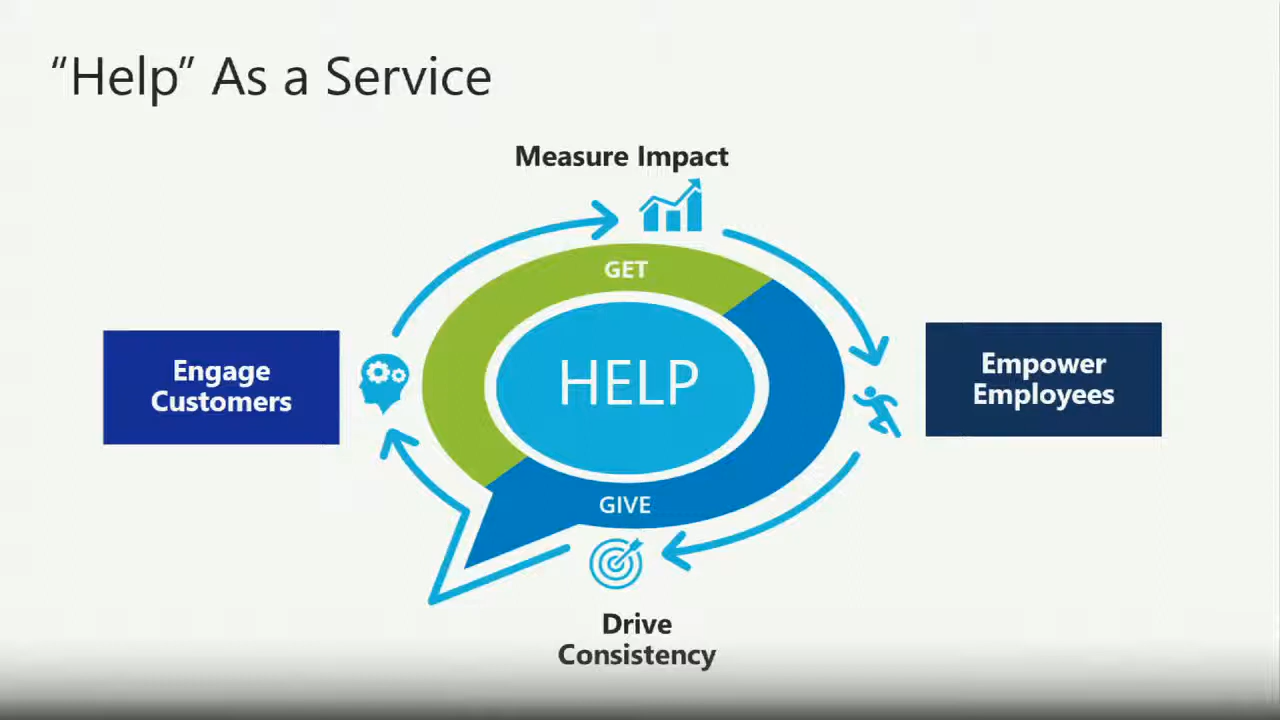 “Help” As a Service
Measure Impact
GET
Engage
Customers
HELP
Empower
Employees
GIVE
Drive
Consistency